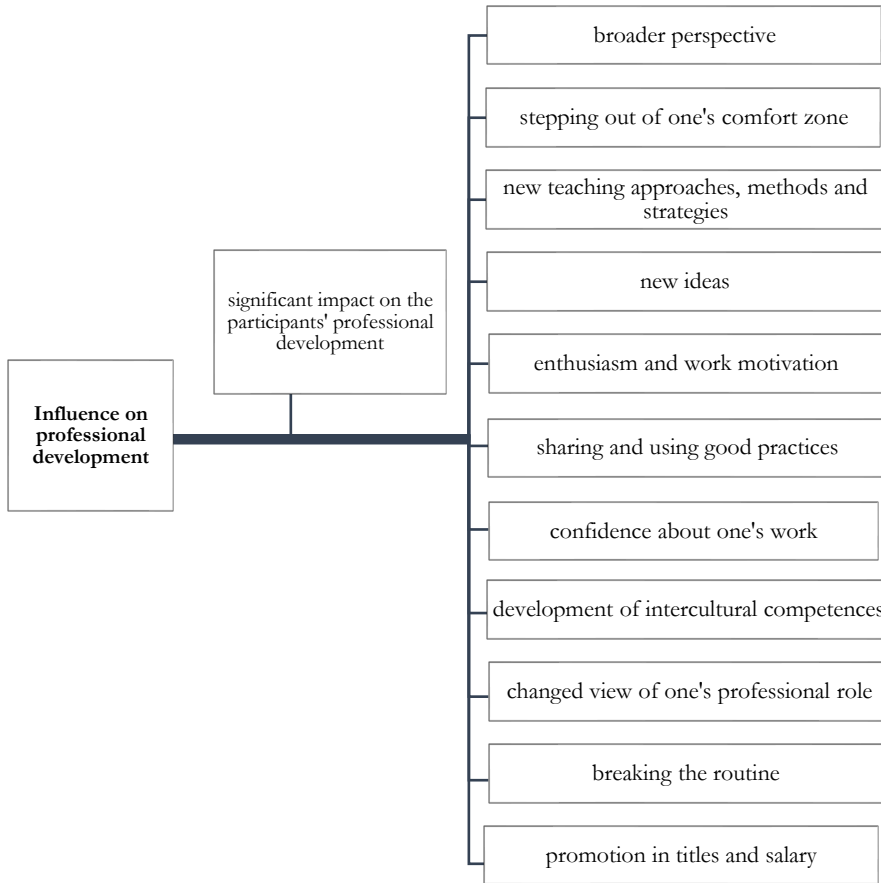 Influence on
professional
development
significant impact on the
participants' professional
development
broader perspective
stepping out of one's comfort zone
new teaching approaches, methods and
strategies
new ideas
enthusiasm and work motivation
sharing and using good practices
confidence about one's work
development of intercultural competences
changed view of one's professional role
breaking the routine
promotion in titles and salary